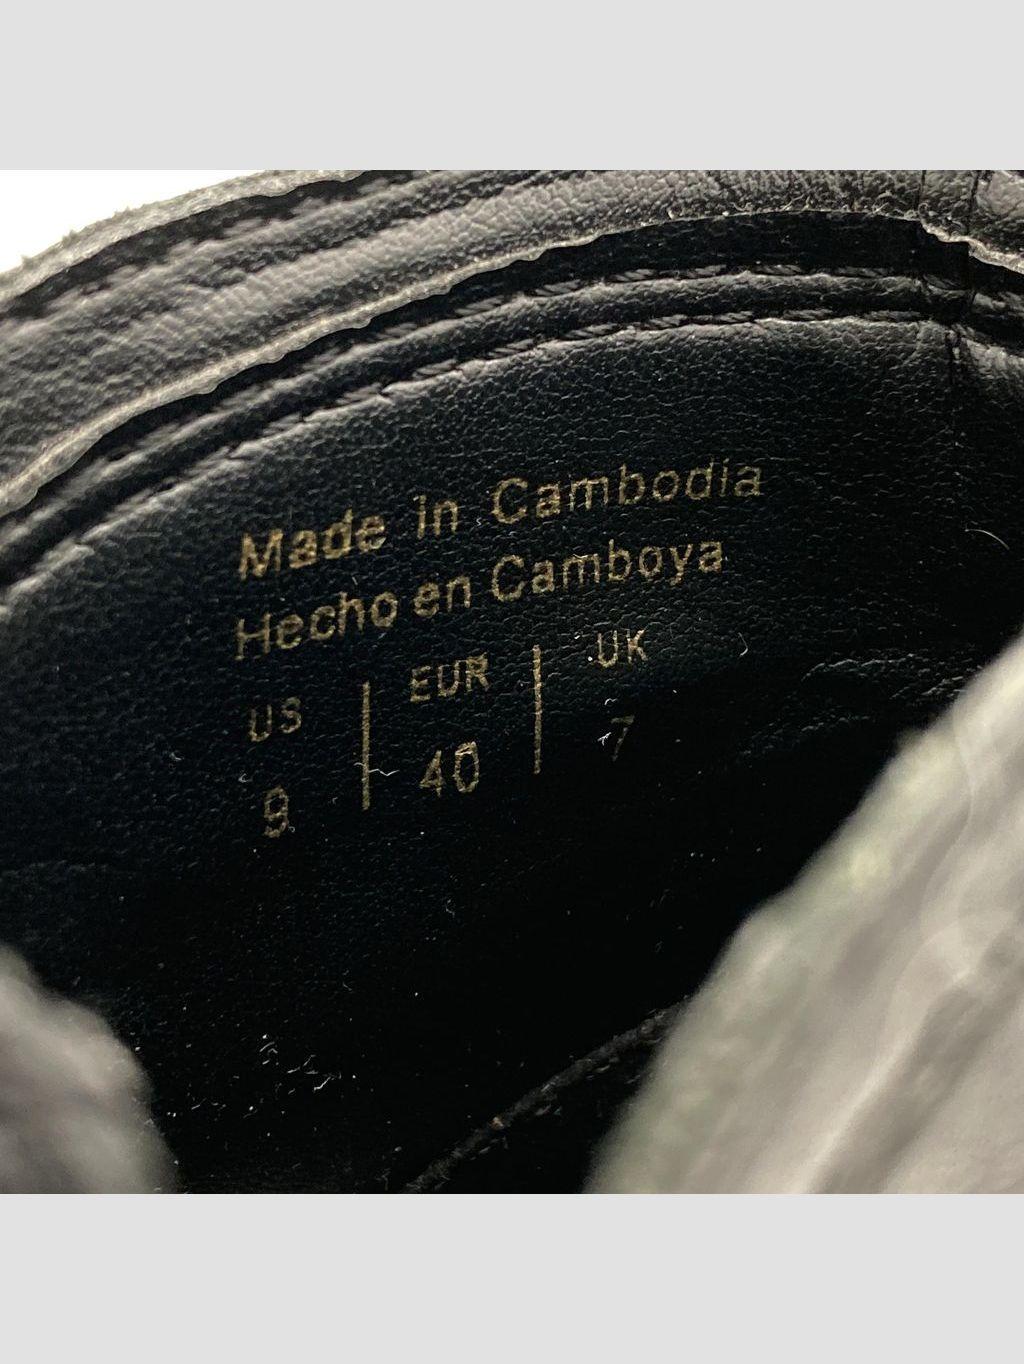 Made in Cambodia
Hecho en Camboya
US | EUR | UK
9 | 40 | 7